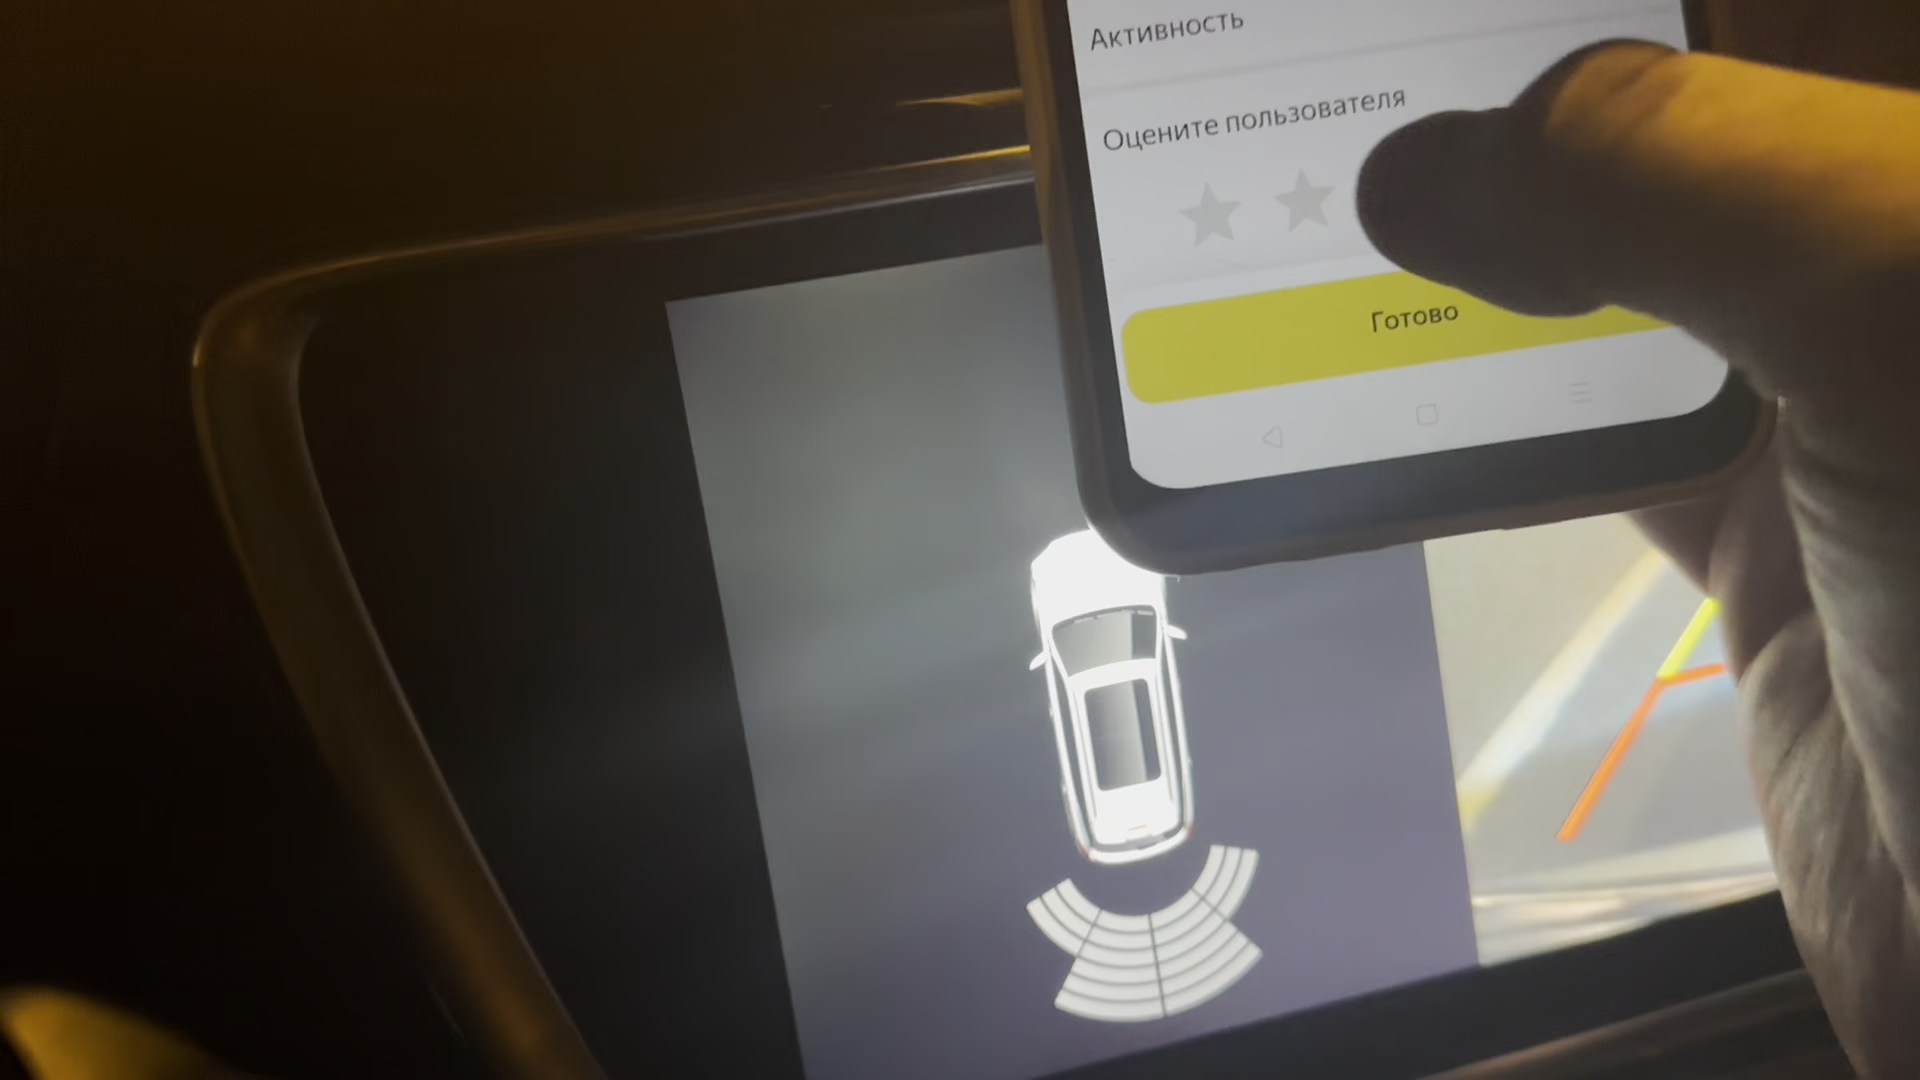 Активность
Оцените пользователя
Готово